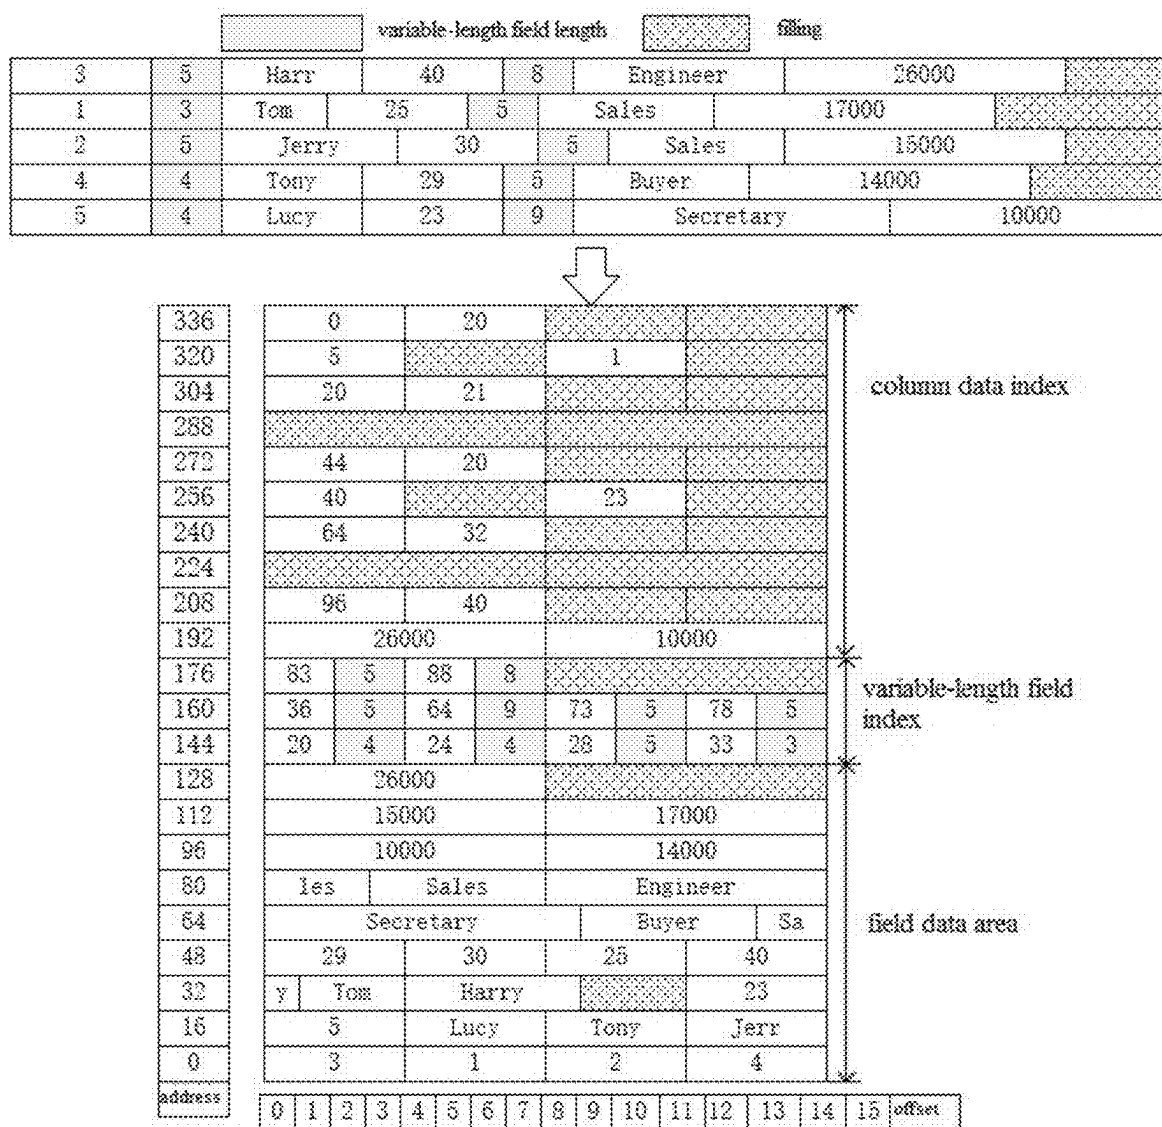 variable-length field length filling
3 5 Harr 40 8 Engineer 26000
1 3 Tom 25 5 Sales 17000
2 5 Jerry 30 5 Sales 15000
4 4 Tony 29 5 Buyer 14000
5 4 Lucy 23 9 Secretary 10000
336 0 20
320 5 1
304 20 21
288
272 44 20
256 40 23
240 64 32
224
208 96 40
192 26000 10000
176 83 5 88 8
160 36 5 64 9 73 5 78 5
144 20 4 24 4 28 5 33 3
128 26000
112 15000 17000
96 10000 14000
80 les Sales Engineer
64 Secretary Buyer Sa
48 29 30 25 40
32 y Tom Harry 23
16 5 Lucy Tony Jerr
0 3 1 2 4
address 0 1 2 3 4 5 6 7 8 9 10 11 12 13 14 15 offset
column data index
variable-length field
index
field data area